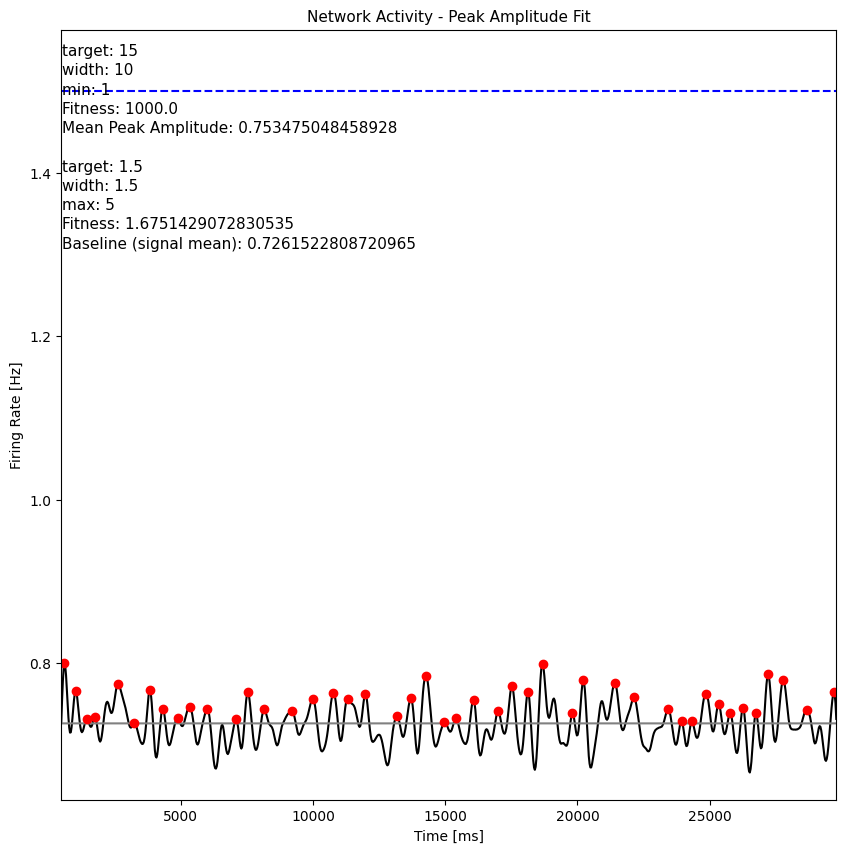 Network Activity - Peak Amplitude Fit
target: 15
width: 10
min: 1
Fitness: 1000.0
Mean Peak Amplitude: 0.753475048458928
target: 1.5
width: 1.5
max: 5
Fitness: 1.6751429072830535
Baseline (signal mean): 0.7261522808720965
Firing Rate [Hz]
1.4
1.2
1.0
0.8
5000
10000
15000
20000
25000
Time [ms]